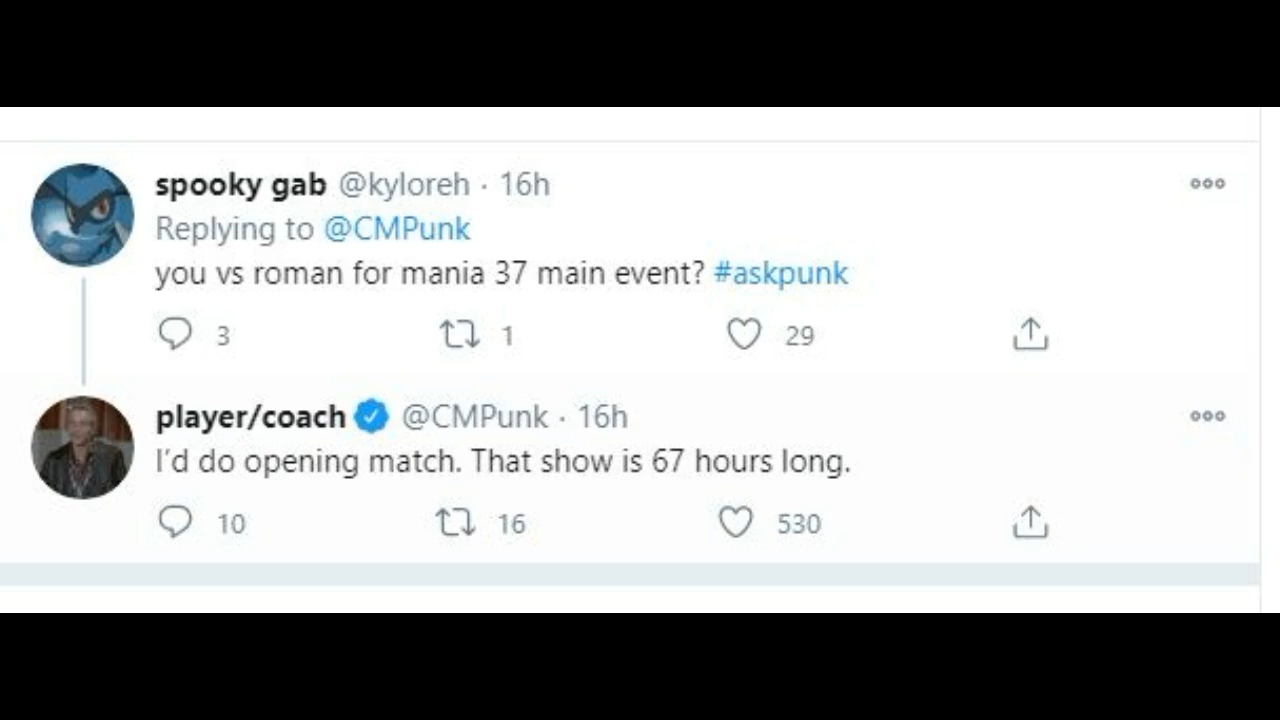 spooky gab @kyloreh · 16h
Replying to @CMPunk
you vs roman for mania 37 main event? #askpunk
3 1 29
player/coach @CMPunk · 16h
I'd do opening match. That show is 67 hours long.
10 16 530